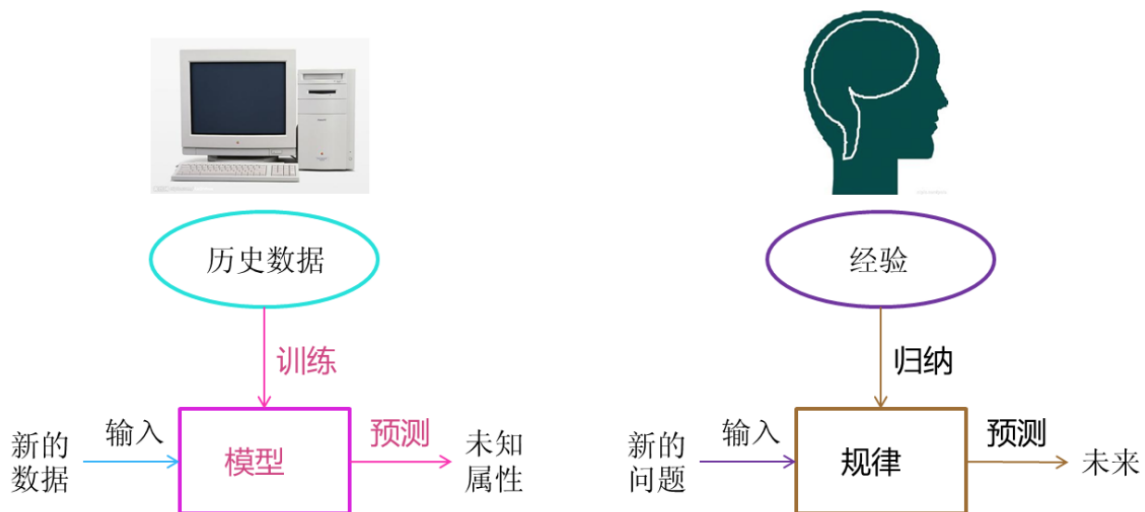 历史数据
训练
新的
数据
输入
模型
预测
未知
属性
经验
归纳
新的
问题
输入
规律
预测
未来